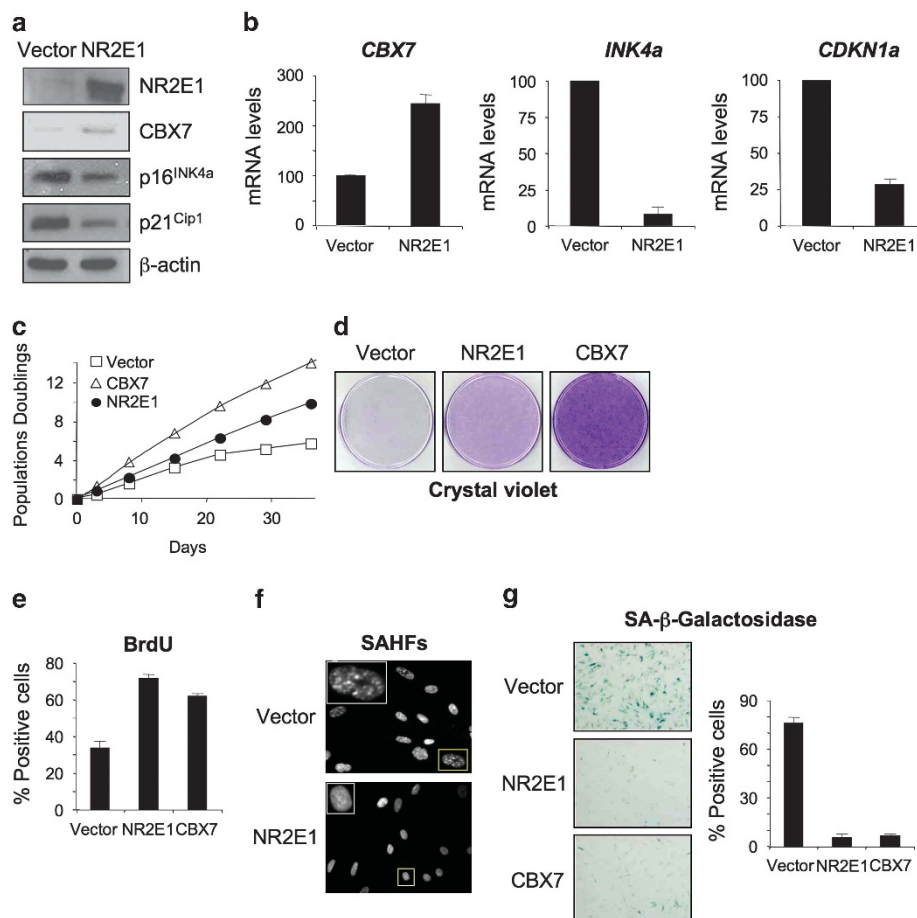 a
Vector NR2E1
NR2E1
CBX7
p16INK4a
p21Cip1
β-actin
b
CBX7
mRNA levels
300
200
100
0
Vector NR2E1
INK4a
mRNA levels
100
75
50
25
0
Vector NR2E1
CDKN1a
mRNA levels
100
75
50
25
0
Vector NR2E1
c
Populations Doublings
12
8
4
0
Vector
CBX7
NR2E1
0 10 20 30
Days
d
Vector NR2E1 CBX7
Crystal violet
e
BrdU
% Positive cells
80
60
40
20
0
Vector NR2E1 CBX7
f
SAHFs
Vector
NR2E1
g
SA-β-Galactosidase
Vector
NR2E1
CBX7
% Positive cells
90
60
30
0
Vector NR2E1 CBX7